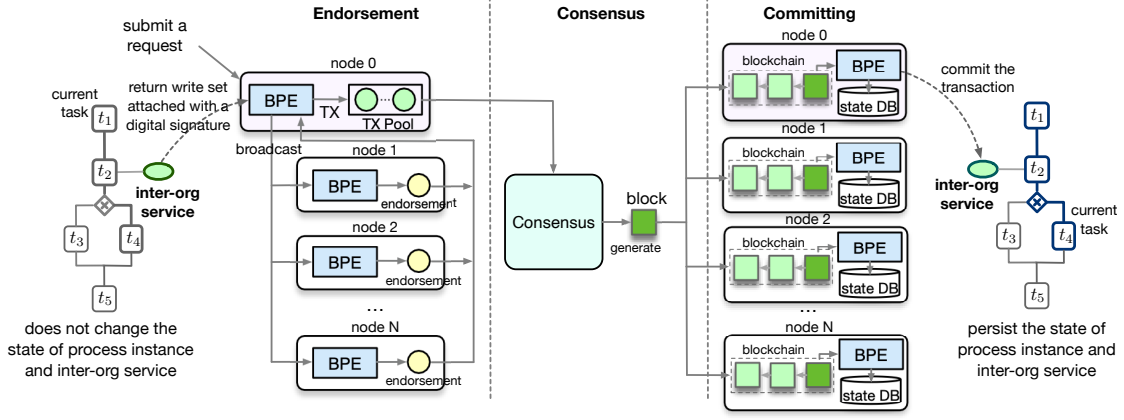 Endorsement
Consensus
Committing
submit a
request
return write set
attached with a
digital signature
current
task
t1
t2
t3
t4
t5
inter-org
service
does not change the
state of process instance
and inter-org service
node 0
BPE
TX
...
TX Pool
broadcast
node 1
BPE
endorsement
node 2
BPE
endorsement
...
node N
BPE
endorsement
Consensus
block
generate
node 0
blockchain
BPE
state DB
node 1
blockchain
BPE
state DB
node 2
blockchain
BPE
state DB
...
node N
blockchain
BPE
state DB
commit the
transaction
inter-org
service
t1
t2
t3
t4
t5
current
task
persist the state of
process instance and
inter-org service